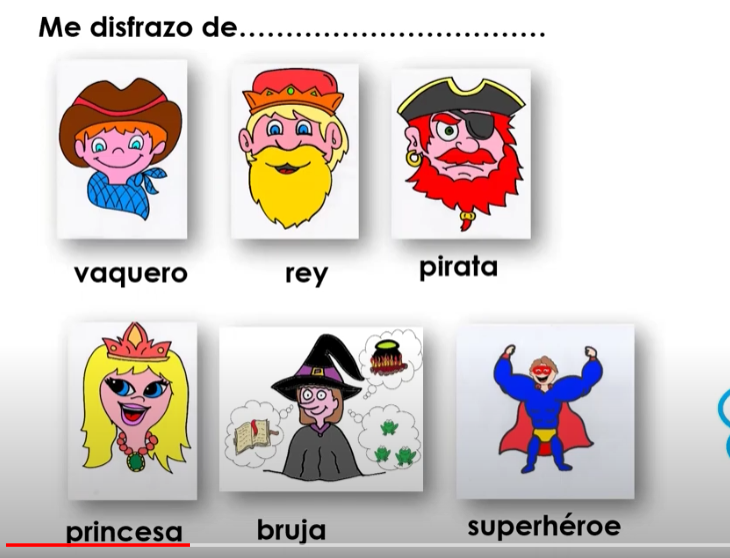 Me disfrazo de.................................
vaquero rey pirata
princesa bruja superhéroe